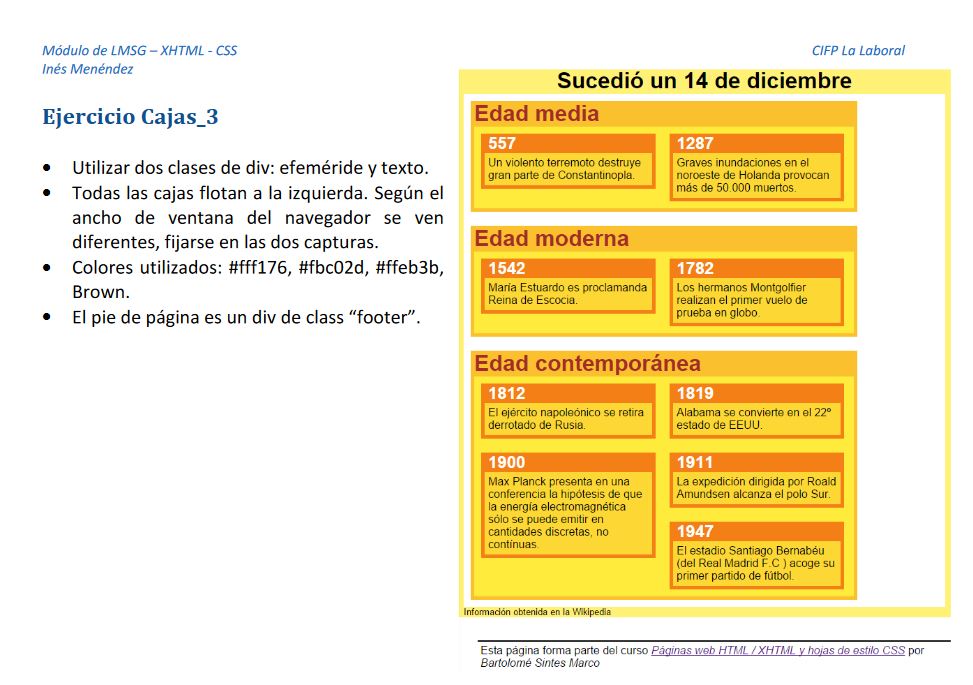 Módulo de LMSG – XHTML - CSS
CIFP La Laboral
Inés Menéndez
Ejercicio Cajas_3
• Utilizar dos clases de div: efeméride y texto.
• Todas las cajas flotan a la izquierda. Según el
ancho de ventana del navegador se ven
diferentes, fijarse en las dos capturas.
• Colores utilizados: #fff176, #fbc02d, #ffeb3b,
Brown.
• El pie de página es un div de class “footer”.
Sucedió un 14 de diciembre
Edad media
557
Un violento terremoto destruye
gran parte de Constantinopla.
1287
Graves inundaciones en el
noroeste de Holanda provocan
más de 50.000 muertos.
Edad moderna
1542
María Estuardo es proclamanda
Reina de Escocia.
1782
Los hermanos Montgolfier
realizan el primer vuelo de
prueba en globo.
Edad contemporánea
1812
El ejército napoleónico se retira
derrotado de Rusia.
1819
Alabama se convierte en el 22º
estado de EEUU.
1900
Max Planck presenta en una
conferencia la hipótesis de que
la energía electromagnética
sólo se puede emitir en
cantidades discretas, no
contínuas.
1911
La expedición dirigida por Roald
Amundsen alcanza el polo Sur.
1947
El estadio Santiago Bernabéu
(del Real Madrid F.C ) acoge su
primer partido de fútbol.
Información obtenida en la Wikipedia
Esta página forma parte del curso Páginas web HTML / XHTML y hojas de estilo CSS por
Bartolomé Sintes Marco